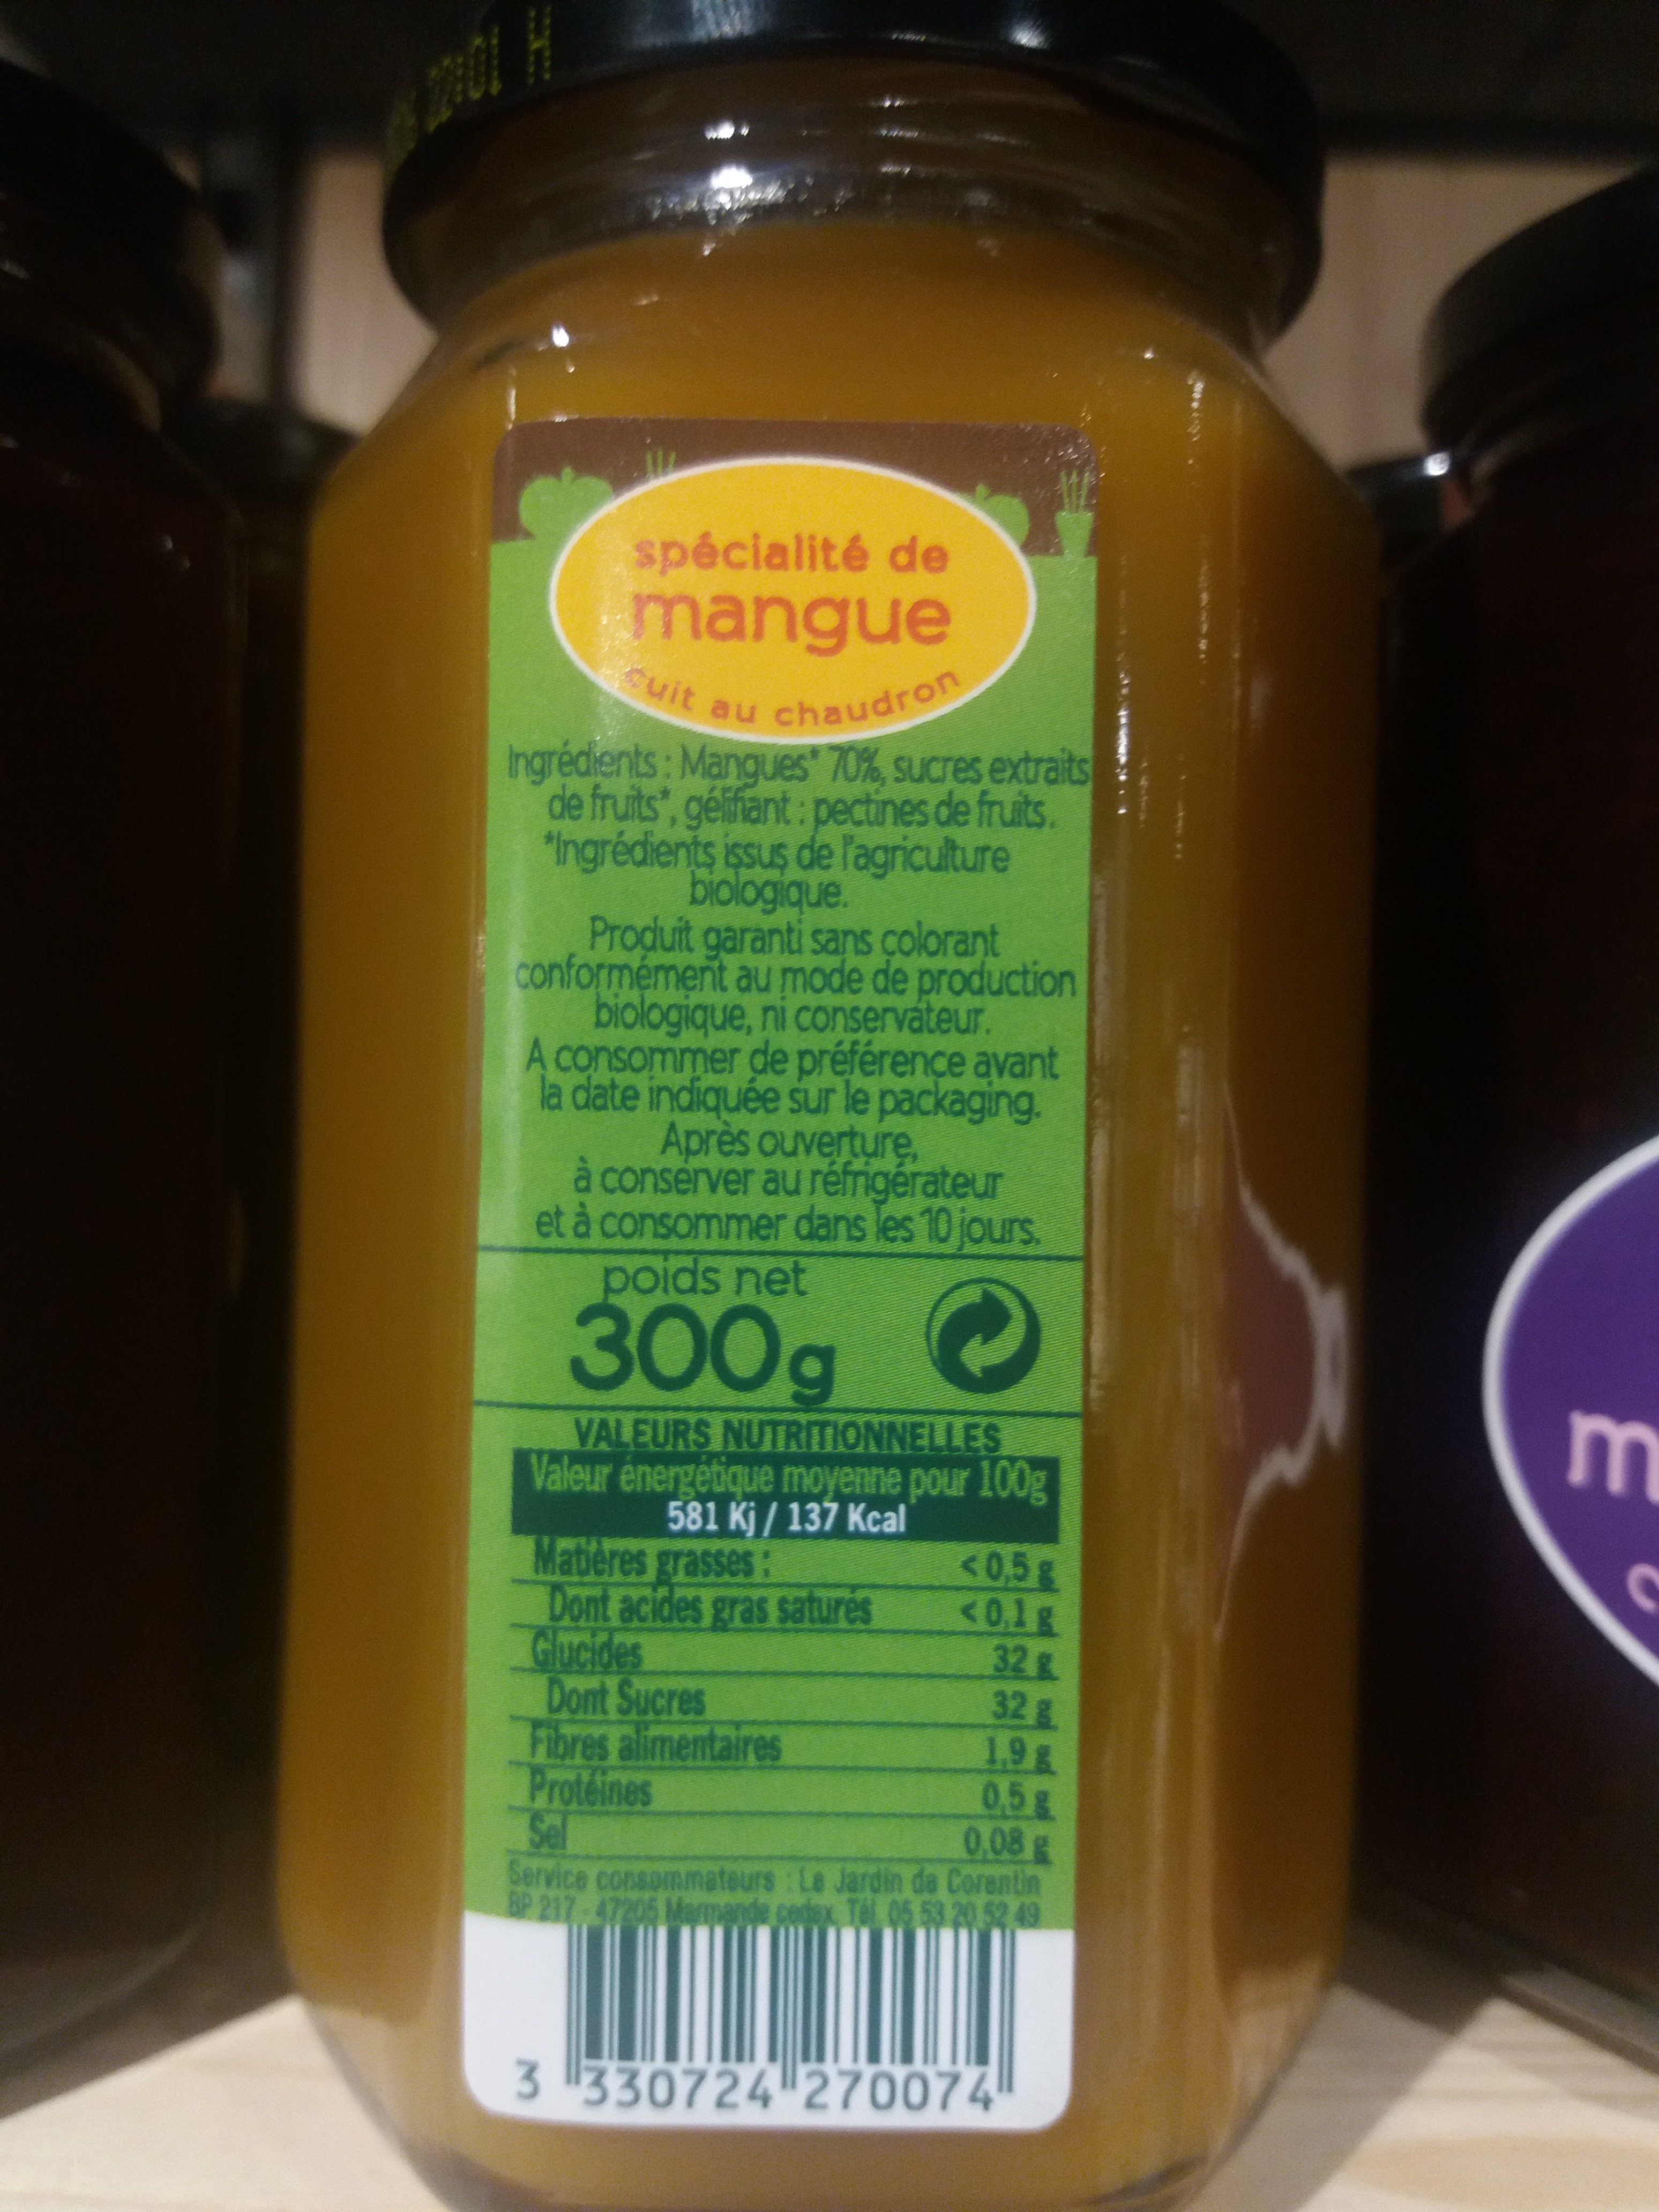 spécialité de
mangue
cuit au chaudron
Ingrédients : Mangues* 70%, sucres extraits
de fruits*, gélifiant : pectines de fruits.
*Ingrédients issus de l'agriculture
biologique.
Produit garanti sans colorant
conformément au mode de production
biologique, ni conservateur.
A consommer de préférence avant
la date indiquée sur le packaging.
Après ouverture,
à conserver au réfrigérateur
et à consommer dans les 10 jours.
poids net
300g
VALEURS NUTRITIONNELLES
Valeur énergétique moyenne pour 100g
581 Kj / 137 Kcal
Matières grasses : < 0,5 g
Dont acides gras saturés < 0,1 g
Glucides 32 g
Dont Sucres 32 g
Fibres alimentaires 1,9 g
Protéines 0,5 g
Sel 0,08 g
Service consommateurs : Le Jardin de Corentin
BP 217 - 47205 Marmande cedex. Tél. 05 53 20 52 49
3 330724 270074